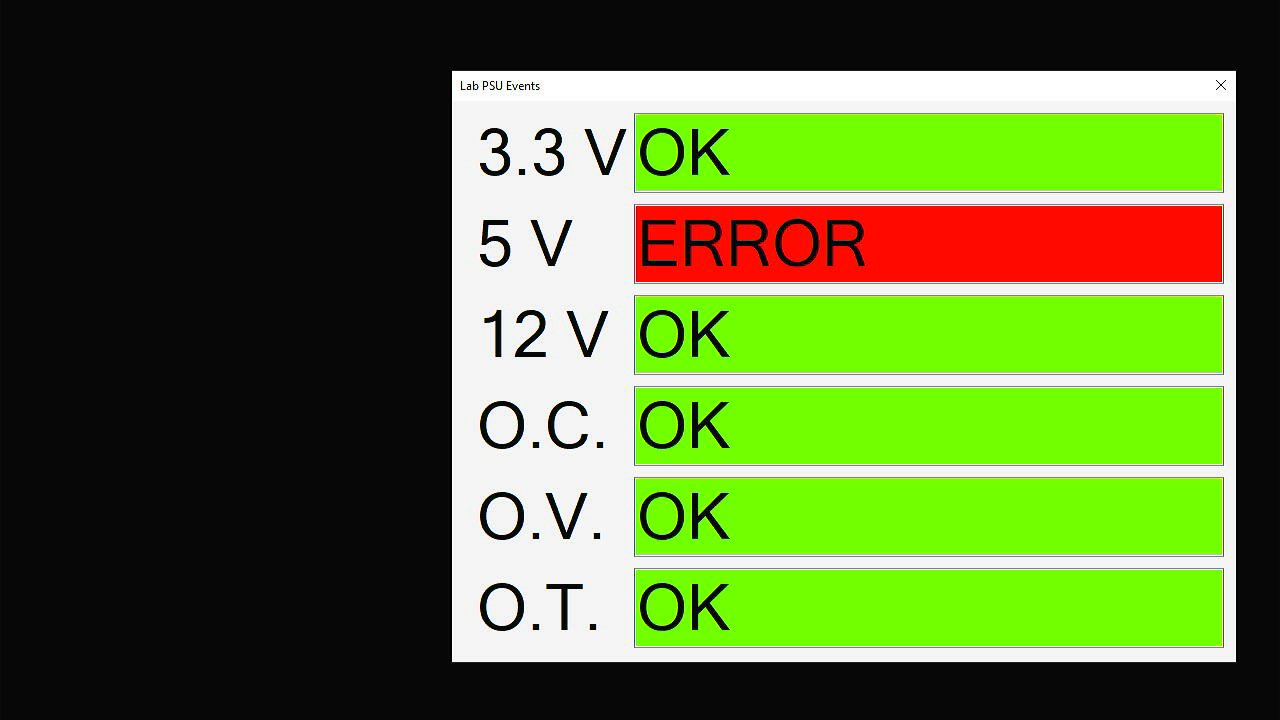 Lab PSU Events
3.3 V OK
5 V ERROR
12 V OK
O.C. OK
O.V. OK
O.T. OK